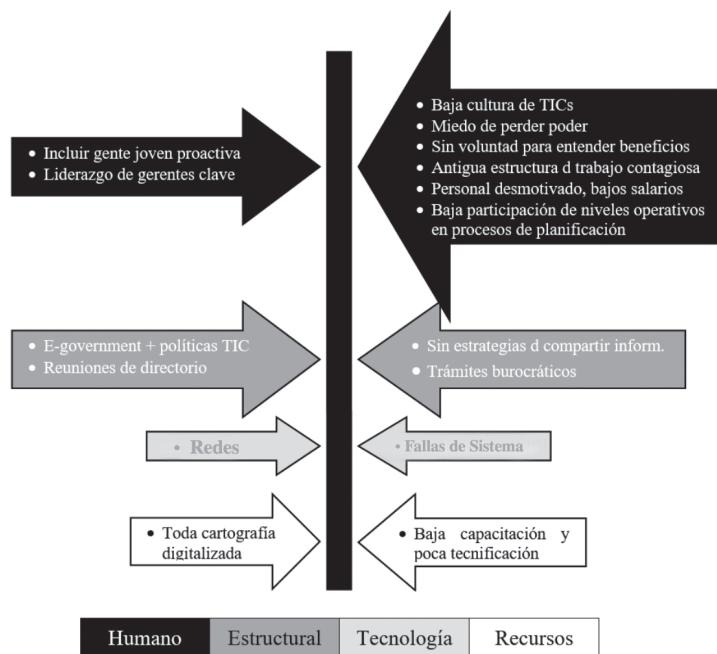 • Incluir gente joven proactiva
• Liderazgo de gerentes clave
• Baja cultura de TICs
• Miedo de perder poder
• Sin voluntad para entender beneficios
• Antigua estructura d trabajo contagiosa
• Personal desmotivado, bajos salarios
• Baja participación de niveles operativos
en procesos de planificación
• E-government + políticas TIC
• Reuniones de directorio
• Sin estrategias d compartir inform.
• Trámites burocráticos
• Redes
• Fallas de Sistema
• Toda cartografía
digitalizada
• Baja capacitación y
poca tecnificación
Humano Estructural Tecnología Recursos